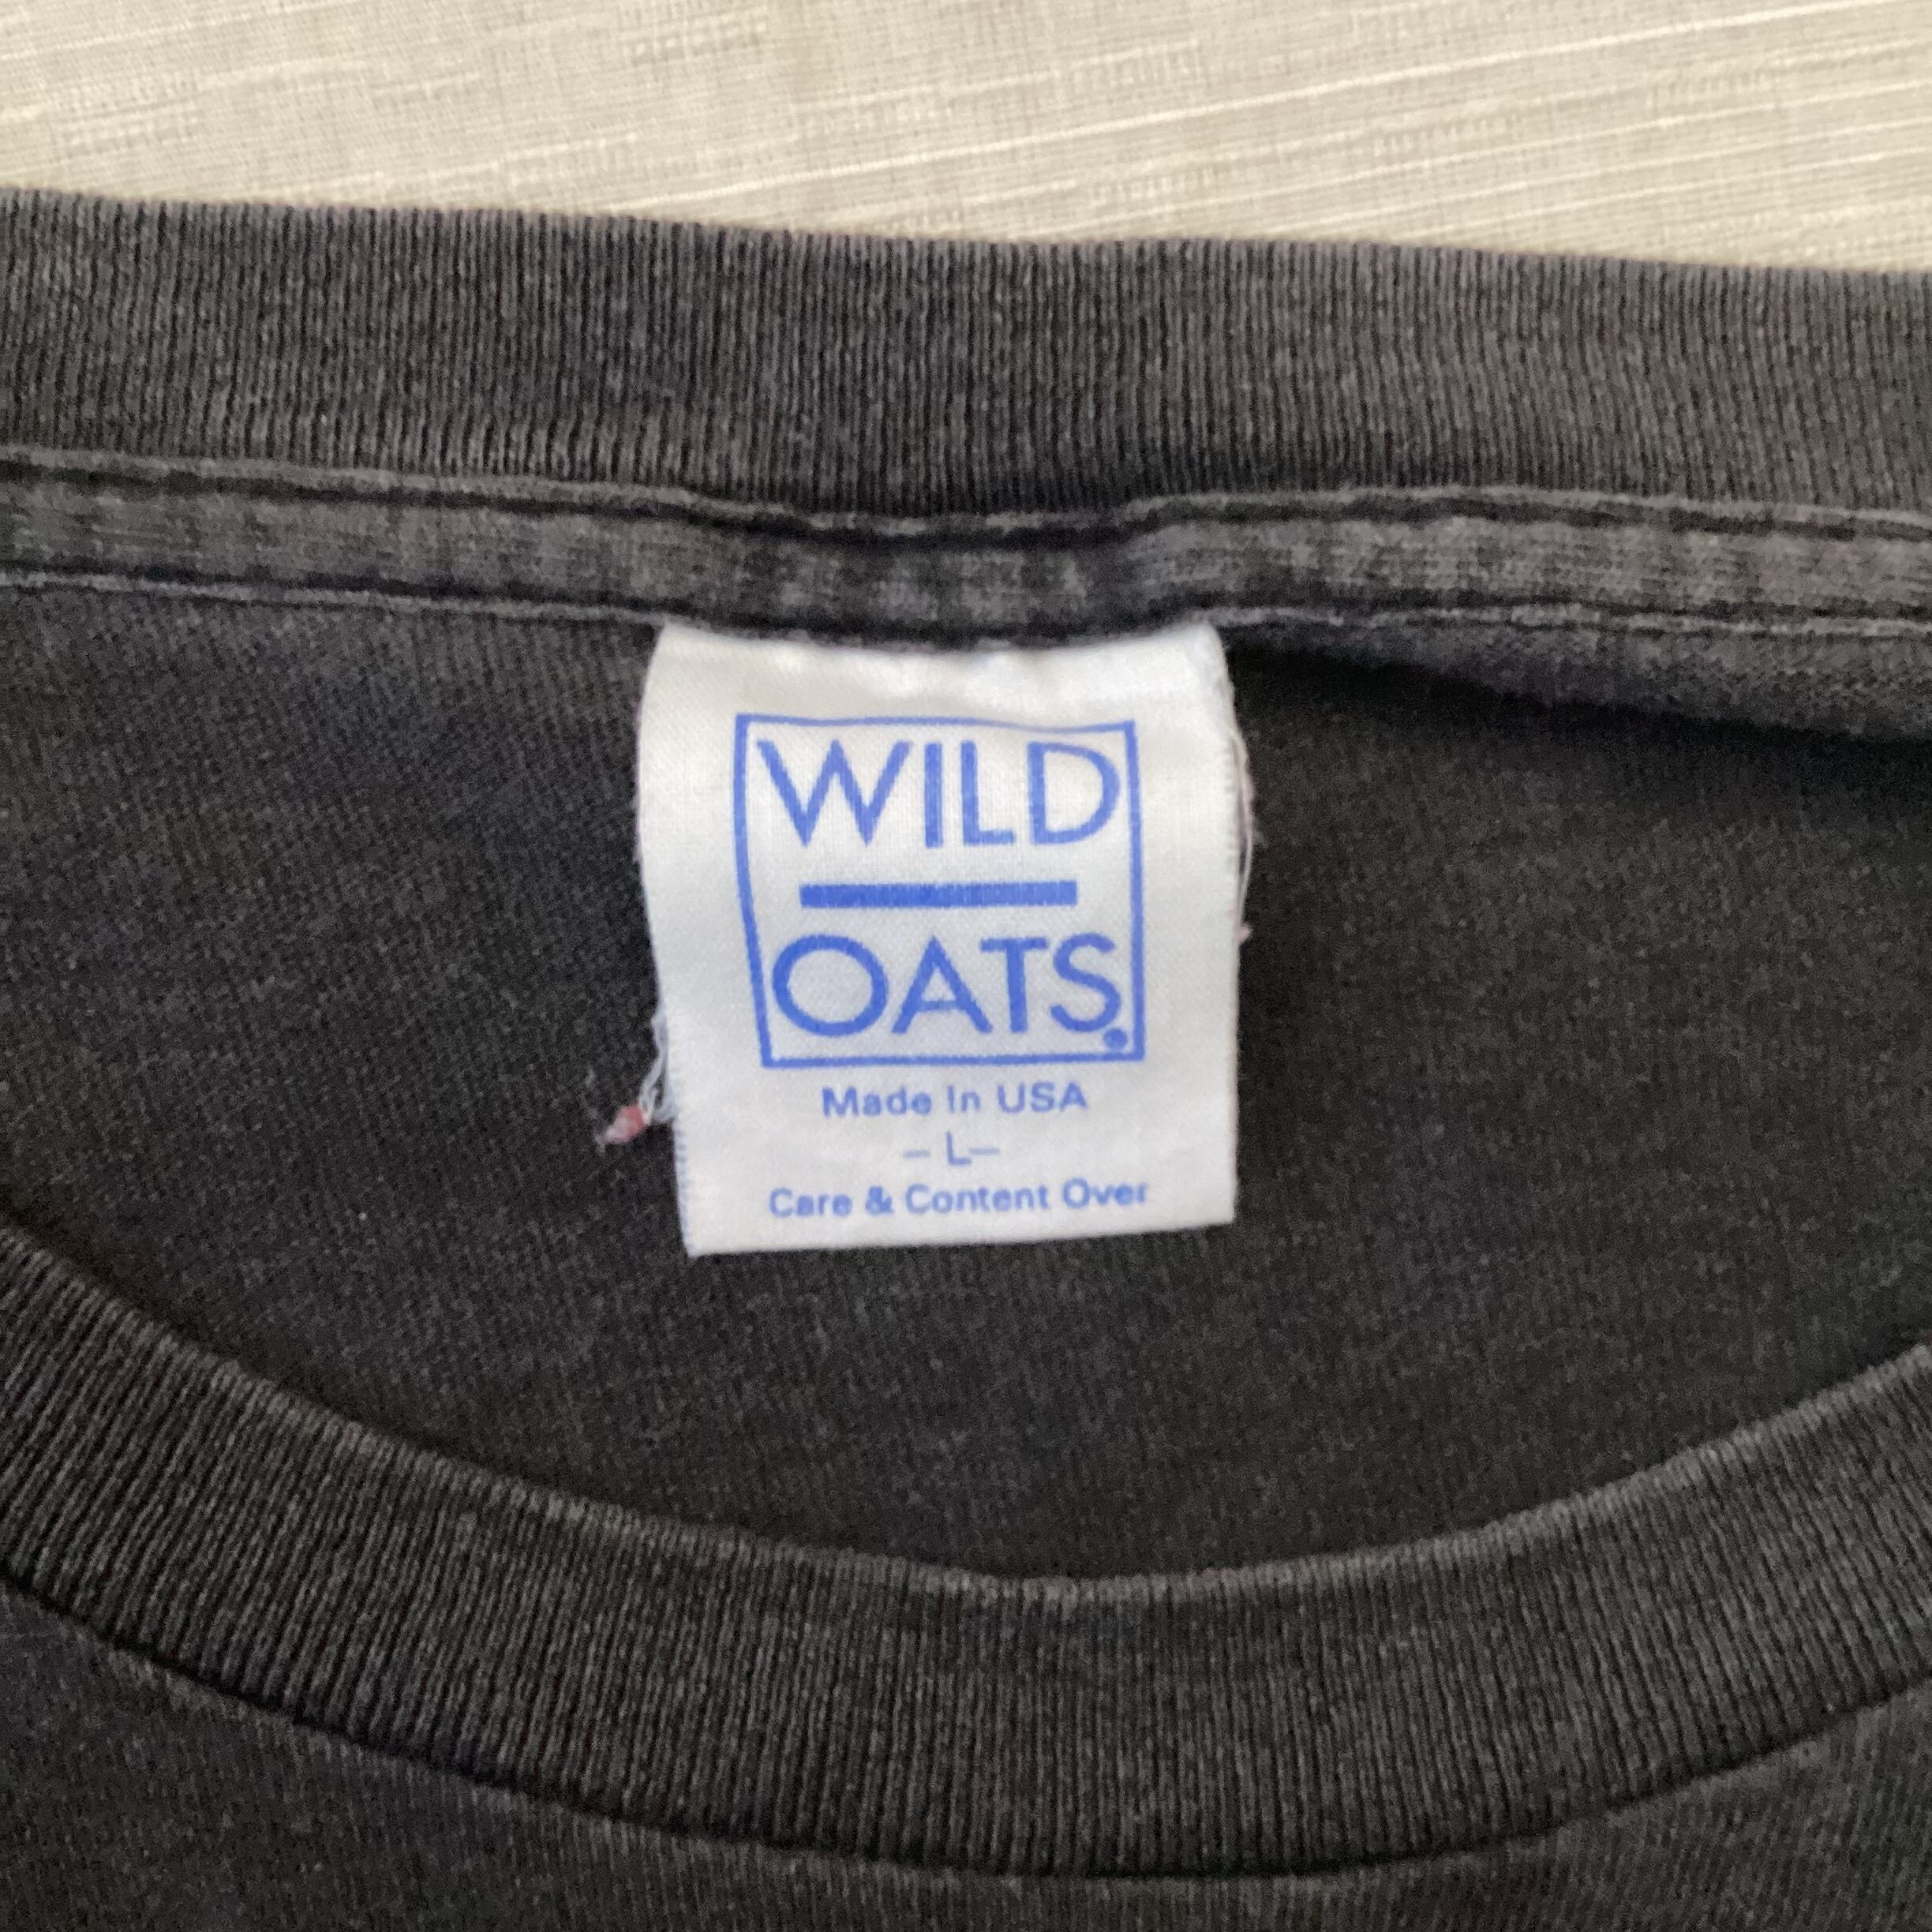 WILD
OATS®
Made In USA
- L-
Care & Content Over